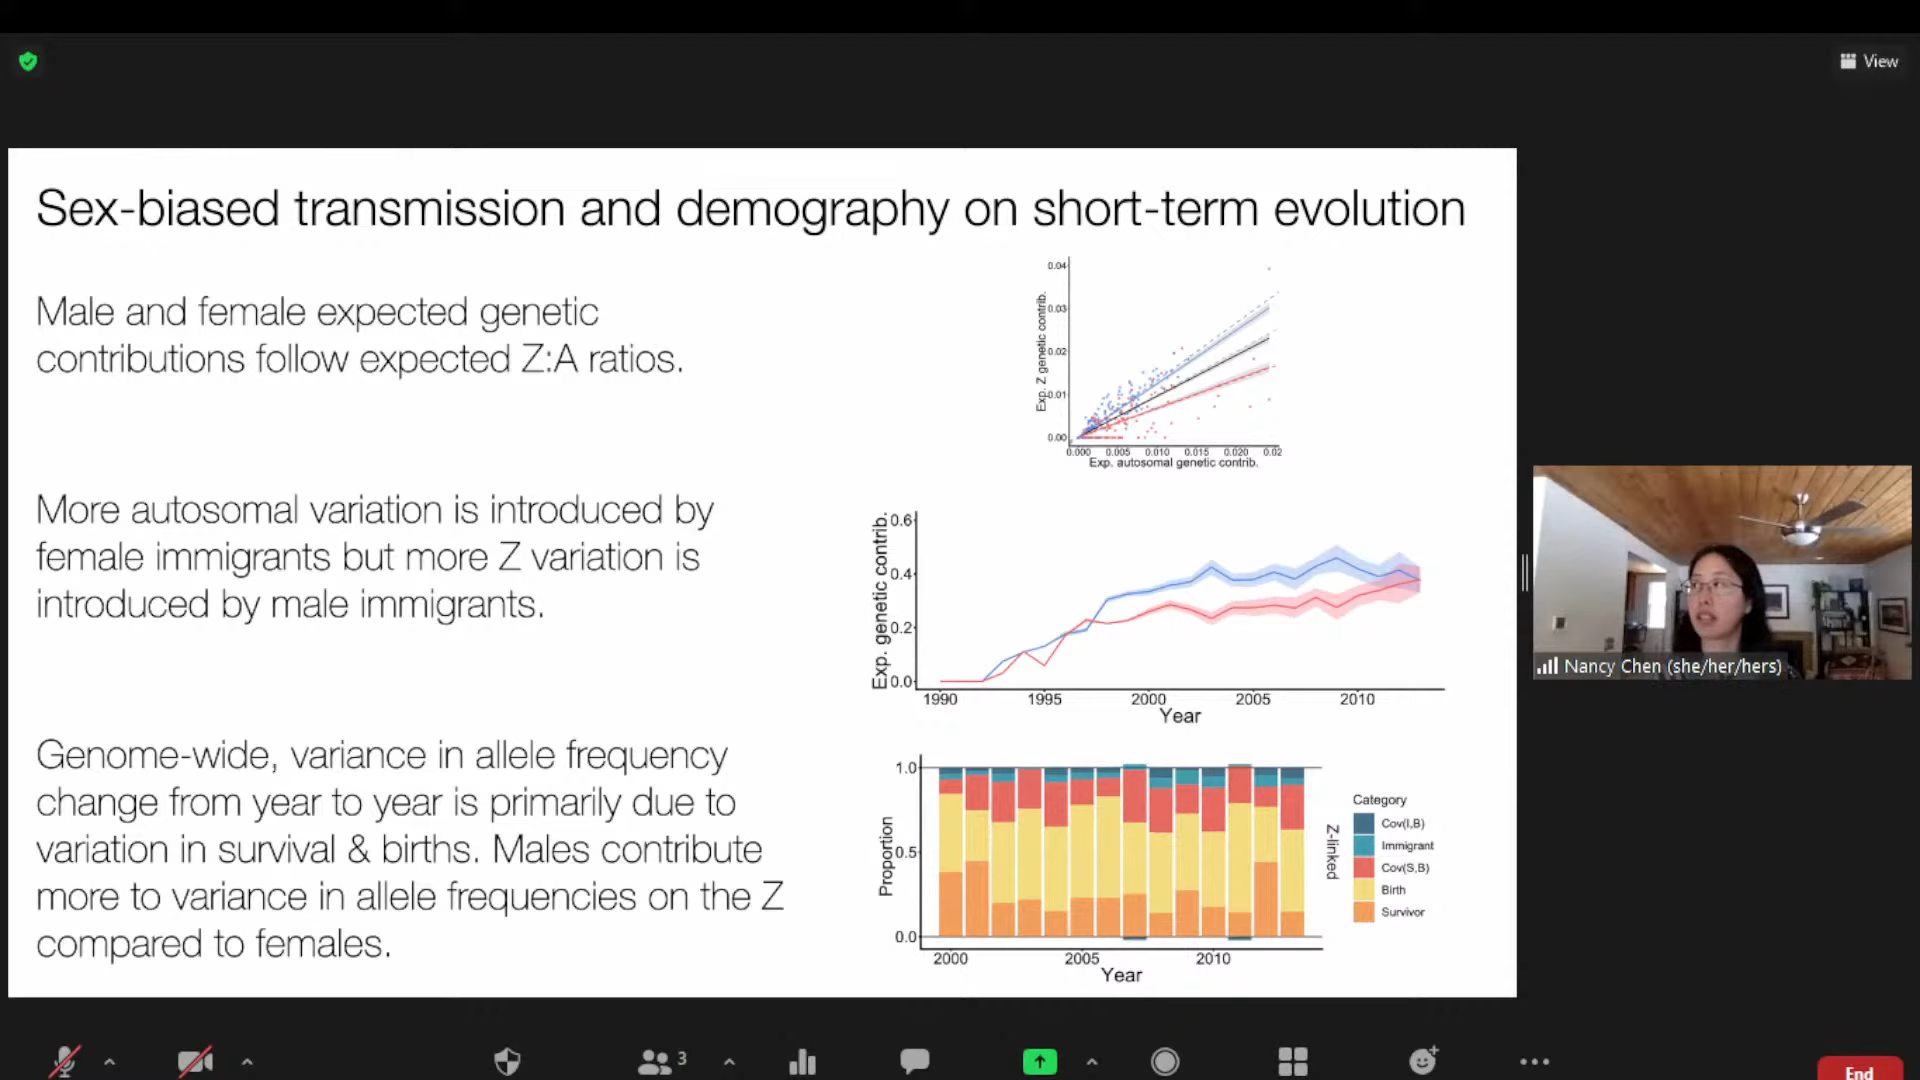 View
Sex-biased transmission and demography on short-term evolution
Male and female expected genetic
contributions follow expected Z:A ratios.
0.04
0.03
0.02
0.01
0.00
Exp. Z genetic contrib.
0.000 0.005 0.010 0.015 0.020 0.02
Exp. autosomal genetic contrib.
More autosomal variation is introduced by
female immigrants but more Z variation is
introduced by male immigrants.
0.6
0.4
0.2
0.0
Exp. genetic contrib.
1990 1995 2000 2005 2010
Year
Nancy Chen (she/her/hers)
Genome-wide, variance in allele frequency
change from year to year is primarily due to
variation in survival & births. Males contribute
more to variance in allele frequencies on the Z
compared to females.
1.0
0.5
0.0
Proportion
2000 2005 2010
Year
Z-linked
Category
Cov(I,B)
Immigrant
Cov(S,B)
Birth
Survivor
3
End